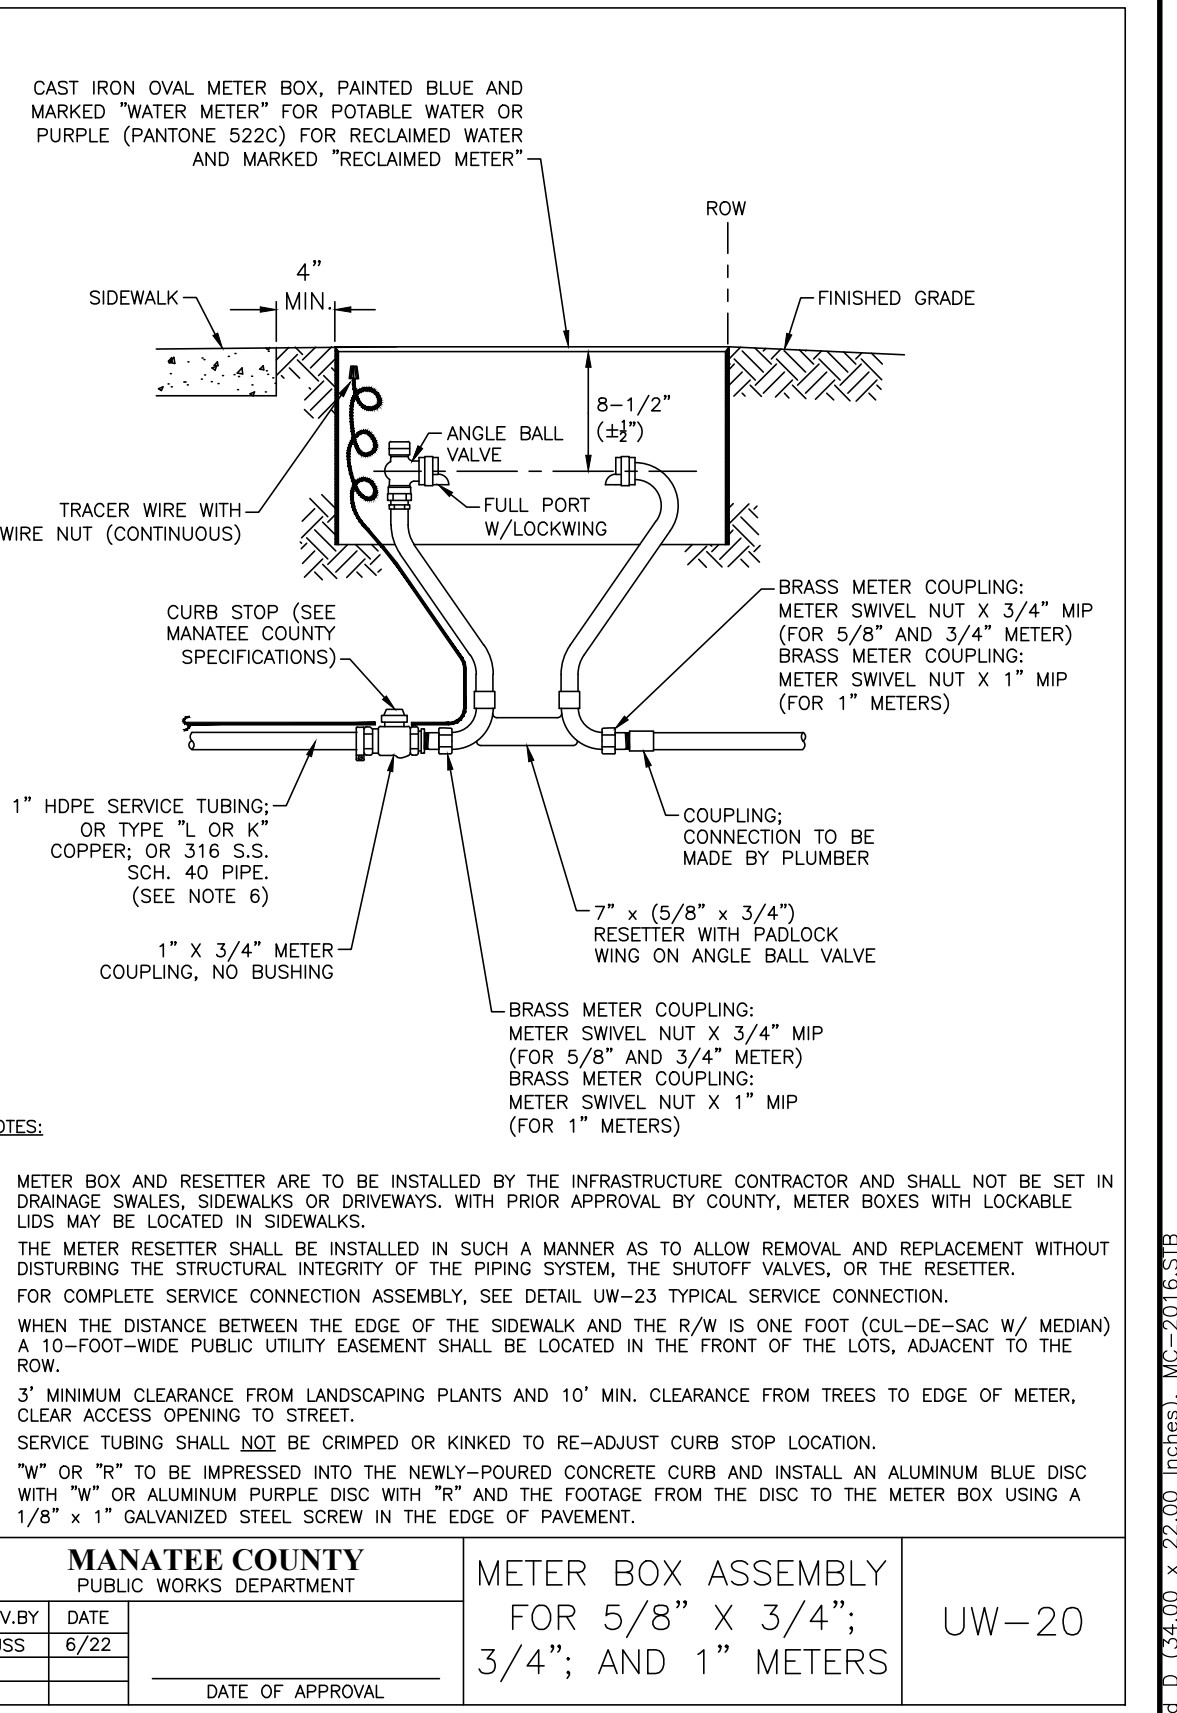 CAST IRON OVAL METER BOX, PAINTED BLUE AND
MARKED "WATER METER" FOR POTABLE WATER OR
PURPLE (PANTONE 522C) FOR RECLAIMED WATER
AND MARKED "RECLAIMED METER"
ROW
4"
MIN.
SIDEWALK
FINISHED GRADE
8-1/2"
(±½")
ANGLE BALL
VALVE
FULL PORT
W/LOCKWING
TRACER WIRE WITH
WIRE NUT (CONTINUOUS)
CURB STOP (SEE
MANATEE COUNTY
SPECIFICATIONS)
BRASS METER COUPLING:
METER SWIVEL NUT X 3/4" MIP
(FOR 5/8" AND 3/4" METER)
BRASS METER COUPLING:
METER SWIVEL NUT X 1" MIP
(FOR 1" METERS)
1" HDPE SERVICE TUBING;
OR TYPE "L OR K"
COPPER; OR 316 S.S.
SCH. 40 PIPE.
(SEE NOTE 6)
COUPLING;
CONNECTION TO BE
MADE BY PLUMBER
7" x (5/8" x 3/4")
RESETTER WITH PADLOCK
WING ON ANGLE BALL VALVE
1" X 3/4" METER
COUPLING, NO BUSHING
BRASS METER COUPLING:
METER SWIVEL NUT X 3/4" MIP
(FOR 5/8" AND 3/4" METER)
BRASS METER COUPLING:
METER SWIVEL NUT X 1" MIP
(FOR 1" METERS)
OTES:
METER BOX AND RESETTER ARE TO BE INSTALLED BY THE INFRASTRUCTURE CONTRACTOR AND SHALL NOT BE SET IN
DRAINAGE SWALES, SIDEWALKS OR DRIVEWAYS. WITH PRIOR APPROVAL BY COUNTY, METER BOXES WITH LOCKABLE
LIDS MAY BE LOCATED IN SIDEWALKS.
THE METER RESETTER SHALL BE INSTALLED IN SUCH A MANNER AS TO ALLOW REMOVAL AND REPLACEMENT WITHOUT
DISTURBING THE STRUCTURAL INTEGRITY OF THE PIPING SYSTEM, THE SHUTOFF VALVES, OR THE RESETTER.
FOR COMPLETE SERVICE CONNECTION ASSEMBLY, SEE DETAIL UW-23 TYPICAL SERVICE CONNECTION.
WHEN THE DISTANCE BETWEEN THE EDGE OF THE SIDEWALK AND THE R/W IS ONE FOOT (CUL-DE-SAC W/ MEDIAN)
A 10-FOOT-WIDE PUBLIC UTILITY EASEMENT SHALL BE LOCATED IN THE FRONT OF THE LOTS, ADJACENT TO THE
ROW.
3' MINIMUM CLEARANCE FROM LANDSCAPING PLANTS AND 10' MIN. CLEARANCE FROM TREES TO EDGE OF METER,
CLEAR ACCESS OPENING TO STREET.
SERVICE TUBING SHALL NOT BE CRIMPED OR KINKED TO RE-ADJUST CURB STOP LOCATION.
"W" OR "R" TO BE IMPRESSED INTO THE NEWLY-POURED CONCRETE CURB AND INSTALL AN ALUMINUM BLUE DISC
WITH "W" OR ALUMINUM PURPLE DISC WITH "R" AND THE FOOTAGE FROM THE DISC TO THE METER BOX USING A
1/8" x 1" GALVANIZED STEEL SCREW IN THE EDGE OF PAVEMENT.
MANATEE COUNTY
PUBLIC WORKS DEPARTMENT
V.BY DATE
USS 6/22
DATE OF APPROVAL
METER BOX ASSEMBLY
FOR 5/8" X 3/4";
3/4"; AND 1" METERS
UW-20
d D (34.00 x 22.00 Inches), MC-2016.STB